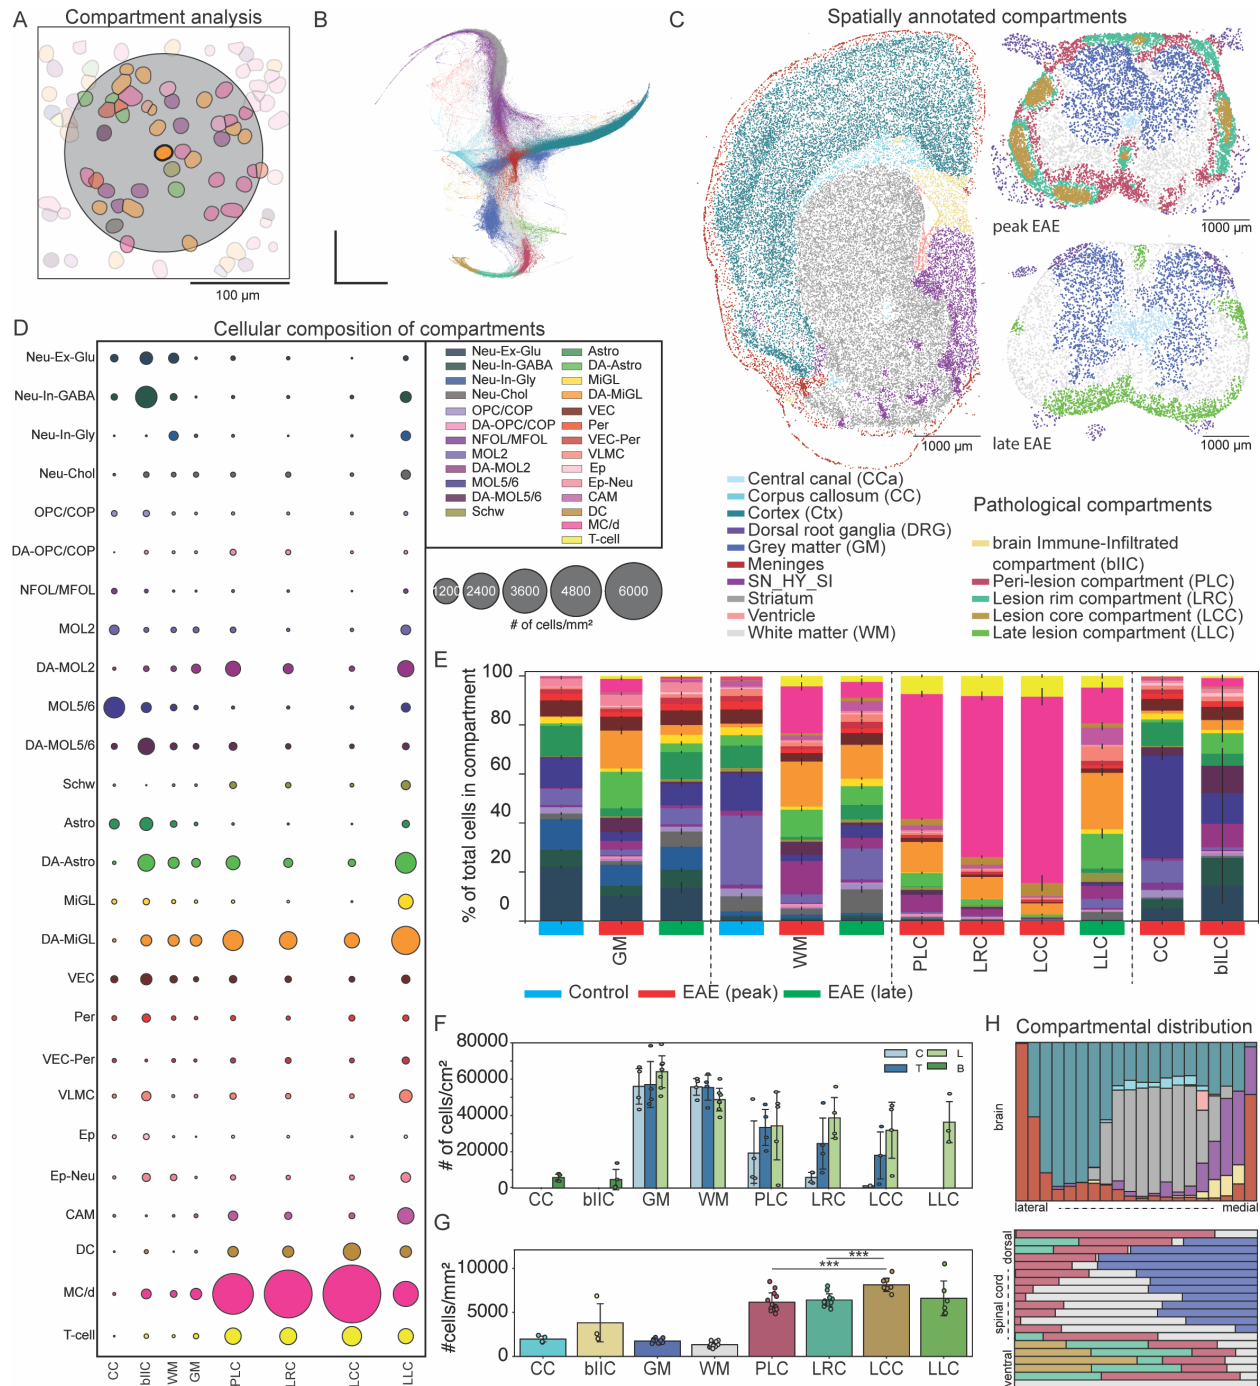 A Compartment analysis
100 µm
B
C Spatially annotated compartments
1000 µm
peak EAE
1000 µm
late EAE
1000 µm
Central canal (CCa)
Corpus callosum (CC)
Cortex (Ctx)
Dorsal root ganglia (DRG)
Grey matter (GM)
Meninges
SN_HY_SI
Striatum
Ventricle
White matter (WM)
Pathological compartments
brain Immune-Infiltrated
compartment (bIIC)
Peri-lesion compartment (PLC)
Lesion rim compartment (LRC)
Lesion core compartment (LCC)
Late lesion compartment (LLC)
D Cellular composition of compartments
Neu-Ex-Glu
Neu-In-GABA
Neu-In-Gly
Neu-Chol
OPC/COP
DA-OPC/COP
NFOL/MFOL
MOL2
DA-MOL2
MOL5/6
DA-MOL5/6
Schw
Astro
DA-Astro
MiGL
DA-MiGL
VEC
Per
VEC-Per
VLMC
Ep
Ep-Neu
CAM
DC
MC/d
T-cell
CC bIIC WM GM PLC LRC LCC LLC
Neu-Ex-Glu
Neu-In-GABA
Neu-In-Gly
Neu-Chol
OPC/COP
DA-OPC/COP
NFOL/MFOL
MOL2
DA-MOL2
MOL5/6
DA-MOL5/6
Schw
Astro
DA-Astro
MiGL
DA-MiGL
VEC
Per
VEC-Per
VLMC
Ep
Ep-Neu
CAM
DC
MC/d
T-cell
1200 2400 3600 4800 6000
# of cells/mm²
E
% of total cells in compartment
100
80
60
40
20
0
GM WM PLC LRC LCC LLC CC bILC
Control EAE (peak) EAE (late)
F
# of cells/cm²
80000
60000
40000
20000
0
C L
T B
CC bIIC GM WM PLC LRC LCC LLC
G
#cells/mm²
10000
5000
0
***
***
CC bIIC GM WM PLC LRC LCC LLC
H Compartmental distribution
brain
lateral medial
dorsal
spinal cord
ventral